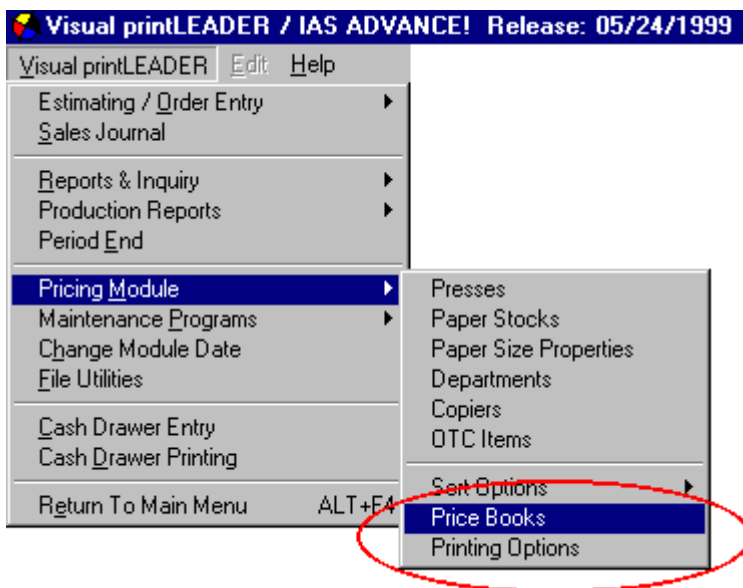 Visual printLEADER / IAS ADVANCE! Release: 05/24/1999
Visual printLEADER Edit Help
Estimating / Order Entry
Sales Journal
Reports & Inquiry
Production Reports
Period End
Pricing Module
Maintenance Programs
Change Module Date
File Utilities
Cash Drawer Entry
Cash Drawer Printing
Return To Main Menu ALT+F4
Presses
Paper Stocks
Paper Size Properties
Departments
Copiers
OTC Items
Sort Options
Price Books
Printing Options